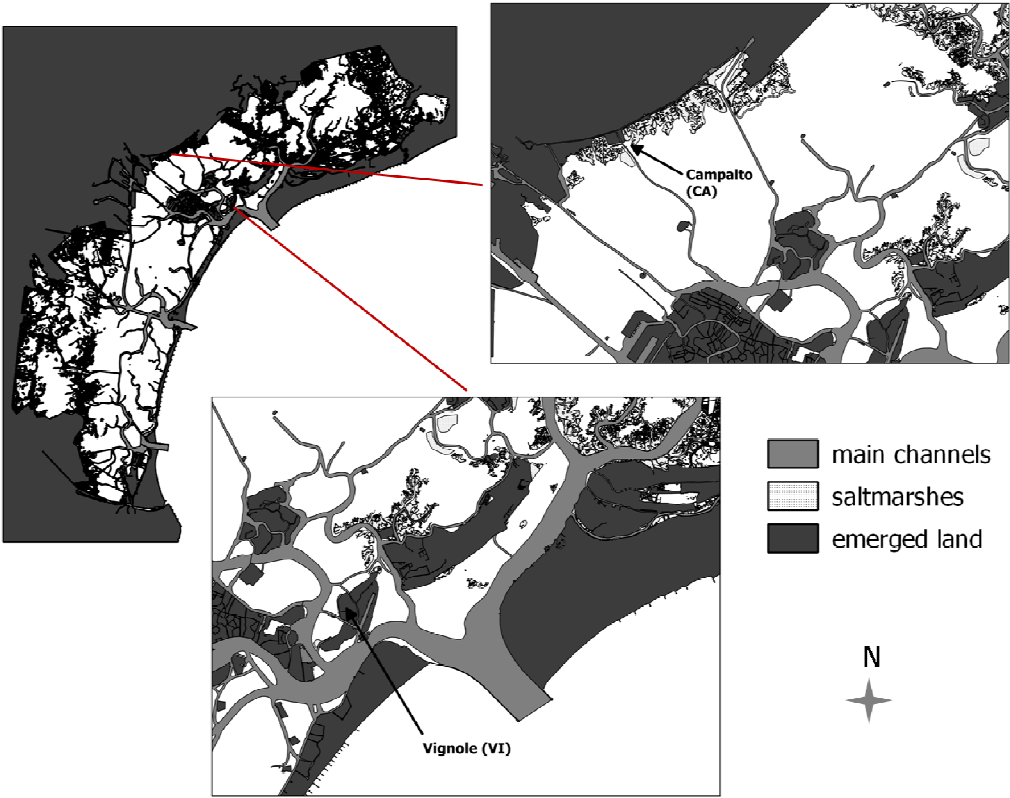 Campalto
(CA)
main channels
saltmarshes
emerged land
N
Vignole (VI)